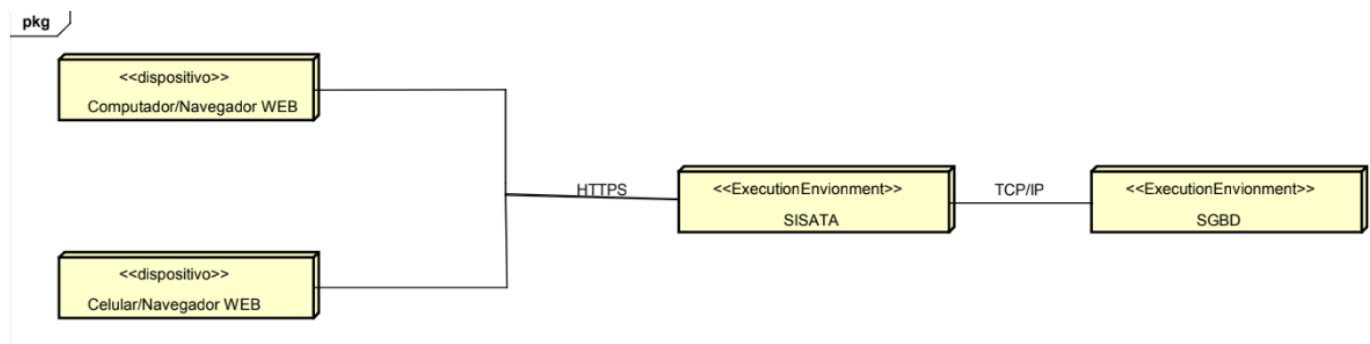 pkg
<<dispositivo>>
Computador/Navegador WEB
HTTPS
<<ExecutionEnvionment>>
SISATA
TCP/IP
<<ExecutionEnvionment>>
SGBD
<<dispositivo>>
Celular/Navegador WEB